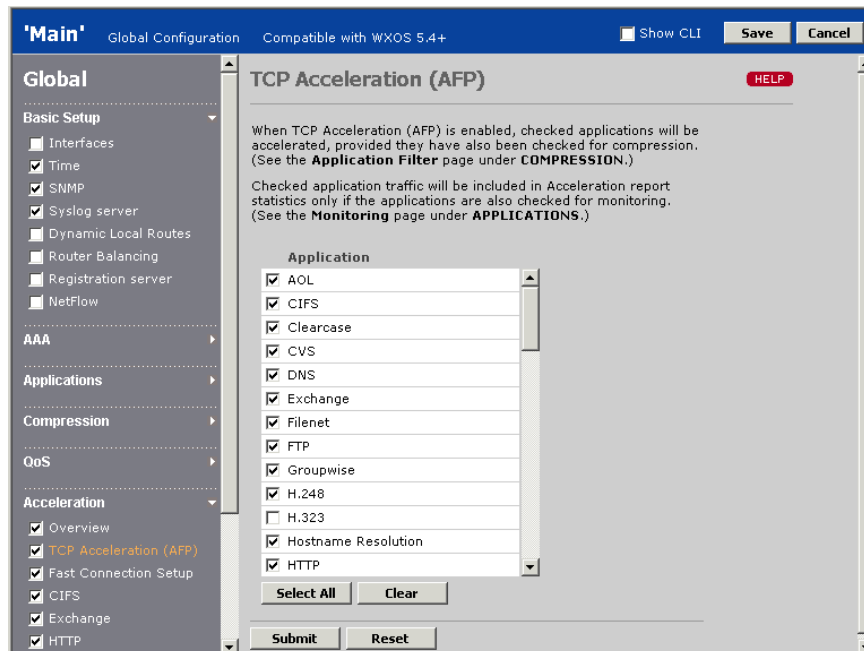 'Main' Global Configuration Compatible with WXOS 5.4+ Show CLI Save Cancel
Global
Basic Setup
Interfaces
Time
SNMP
Syslog server
Dynamic Local Routes
Router Balancing
Registration server
NetFlow
AAA
Applications
Compression
QoS
Acceleration
Overview
TCP Acceleration (AFP)
Fast Connection Setup
CIFS
Exchange
HTTP
TCP Acceleration (AFP) HELP
When TCP Acceleration (AFP) is enabled, checked applications will be
accelerated, provided they have also been checked for compression.
(See the Application Filter page under COMPRESSION.)
Checked application traffic will be included in Acceleration report
statistics only if the applications are also checked for monitoring.
(See the Monitoring page under APPLICATIONS.)
Application
AOL
CIFS
Clearcase
CVS
DNS
Exchange
Filenet
FTP
Groupwise
H.248
H.323
Hostname Resolution
HTTP
Select All Clear
Submit Reset